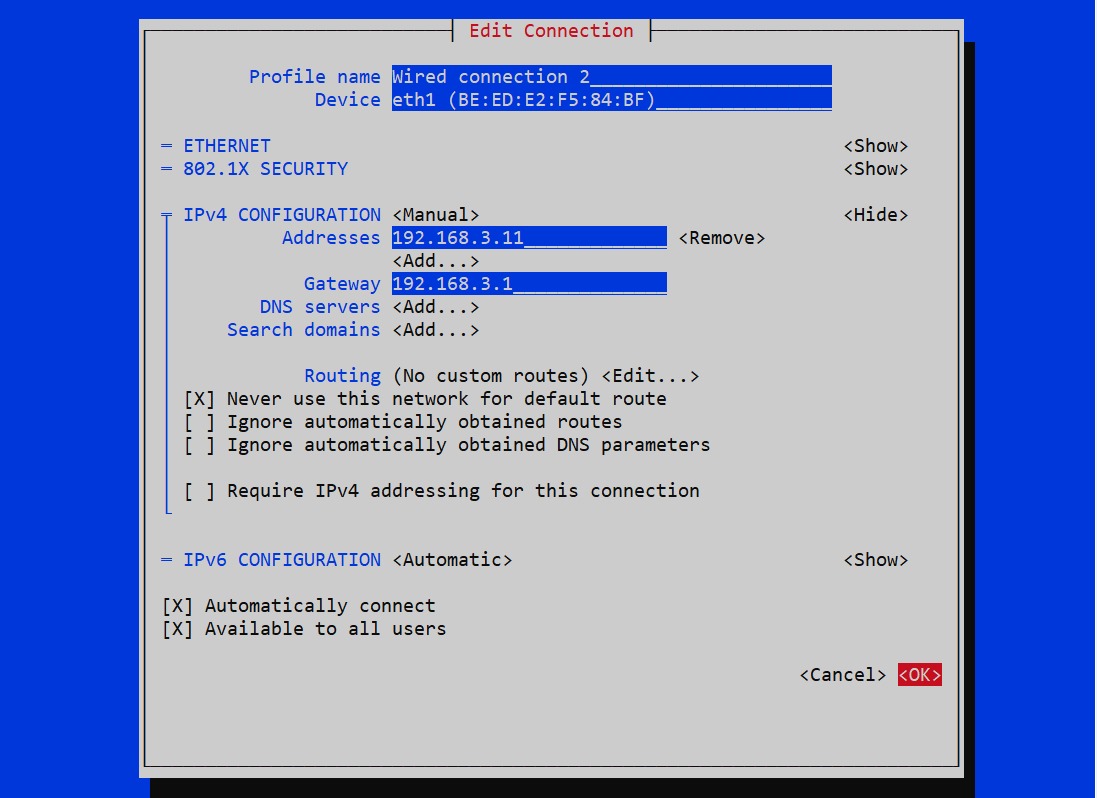 Edit Connection
Profile name Wired connection 2
Device eth1 (BE:ED:E2:F5:84:BF)
= ETHERNET <Show>
= 802.1X SECURITY <Show>
IPv4 CONFIGURATION <Manual> <Hide>
Addresses 192.168.3.11 <Remove>
<Add...>
Gateway 192.168.3.1
DNS servers <Add...>
Search domains <Add...>
Routing (No custom routes) <Edit...>
[X] Never use this network for default route
[ ] Ignore automatically obtained routes
[ ] Ignore automatically obtained DNS parameters
[ ] Require IPv4 addressing for this connection
= IPv6 CONFIGURATION <Automatic> <Show>
[X] Automatically connect
[X] Available to all users
<Cancel> <OK>